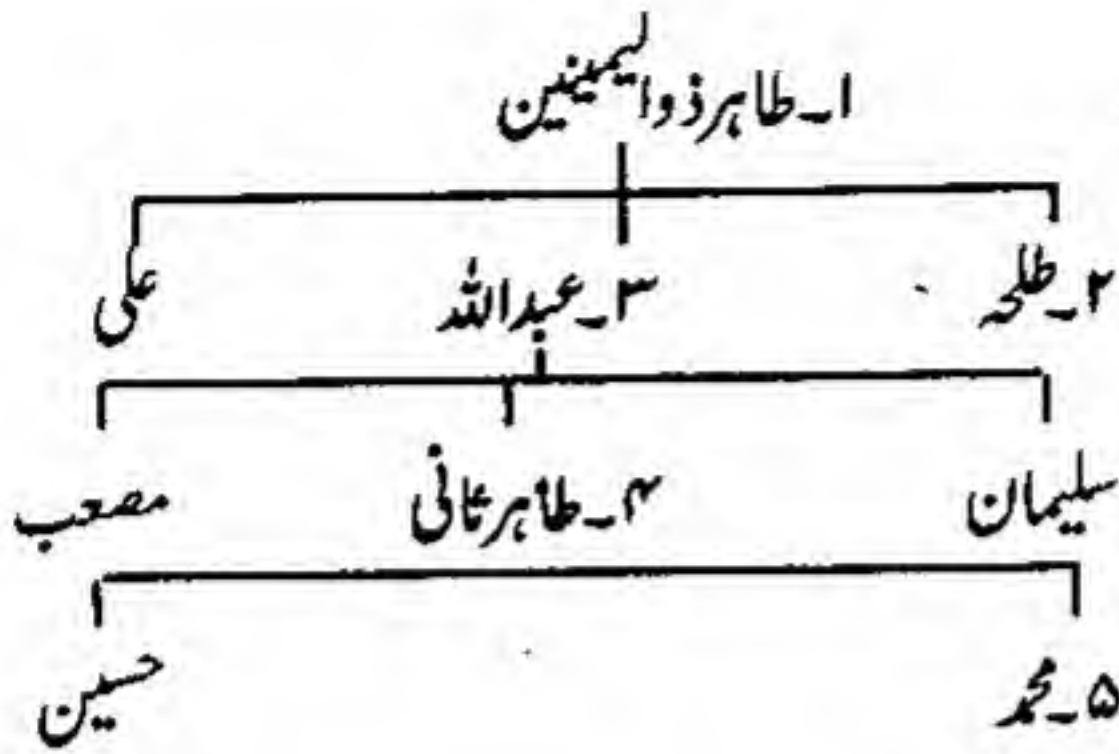 ۱۔ طاہر ذوالیمینین
۲۔ طلحہ ۳۔ عبداللہ علی
سلیمان ۴۔ طاہر ثانی مصعب
۵۔ محمد حسین